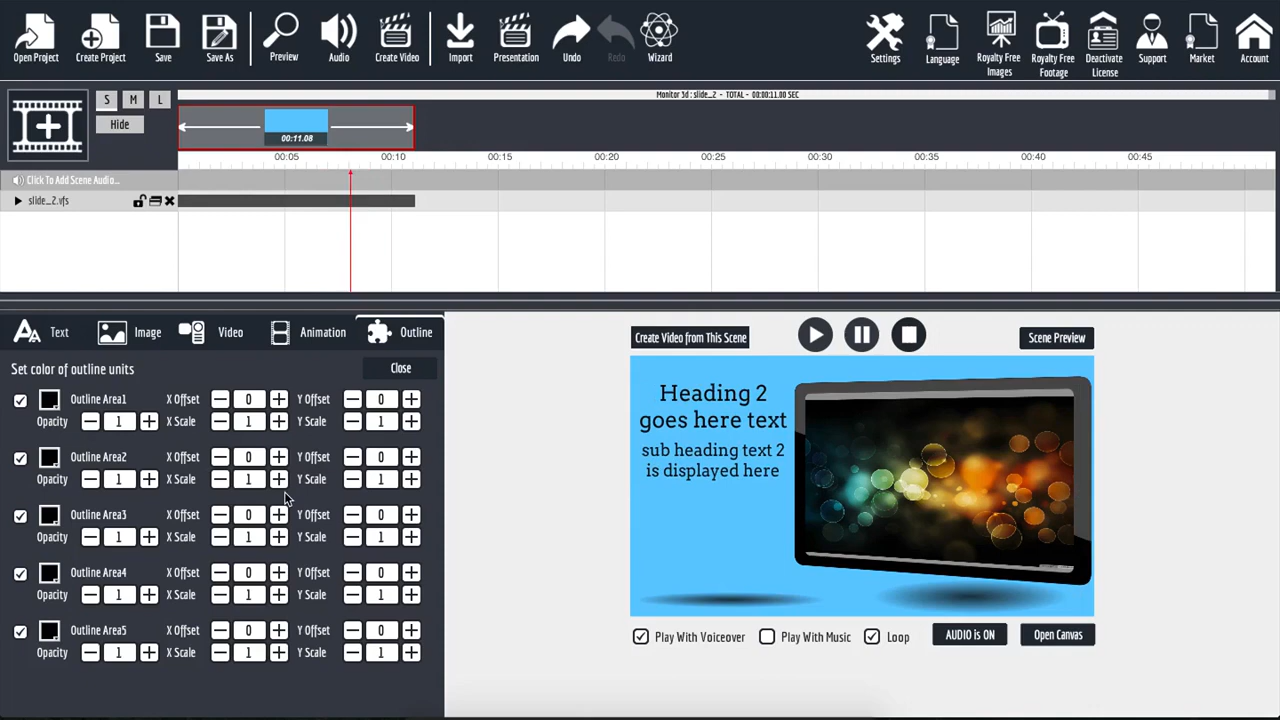 Open Project Create Project Save Save As Preview Audio Create Video Import Presentation Undo Redo Wizard Settings Language Royalty Free Images Royalty Free Footage Deactivate License Support Market Account
S M L
Hide
Monitor 3d : slide_2 - TOTAL - 00:00:11.00 SEC
00:11.08
00:05 00:10 00:15 00:20 00:25 00:30 00:35 00:40 00:45
Click To Add Scene Audio...
slide_2.vfs
Text Image Video Animation Outline
Set color of outline units Close
Outline Area1 X Offset 0 Y Offset 0
Opacity 1 X Scale 1 Y Scale 1
Outline Area2 X Offset 0 Y Offset 0
Opacity 1 X Scale 1 Y Scale 1
Outline Area3 X Offset 0 Y Offset 0
Opacity 1 X Scale 1 Y Scale 1
Outline Area4 X Offset 0 Y Offset 0
Opacity 1 X Scale 1 Y Scale 1
Outline Area5 X Offset 0 Y Offset 0
Opacity 1 X Scale 1 Y Scale 1
Create Video from This Scene Scene Preview
Heading 2
goes here text
sub heading text 2
is displayed here
Play With Voiceover Play With Music Loop AUDIO is ON Open Canvas